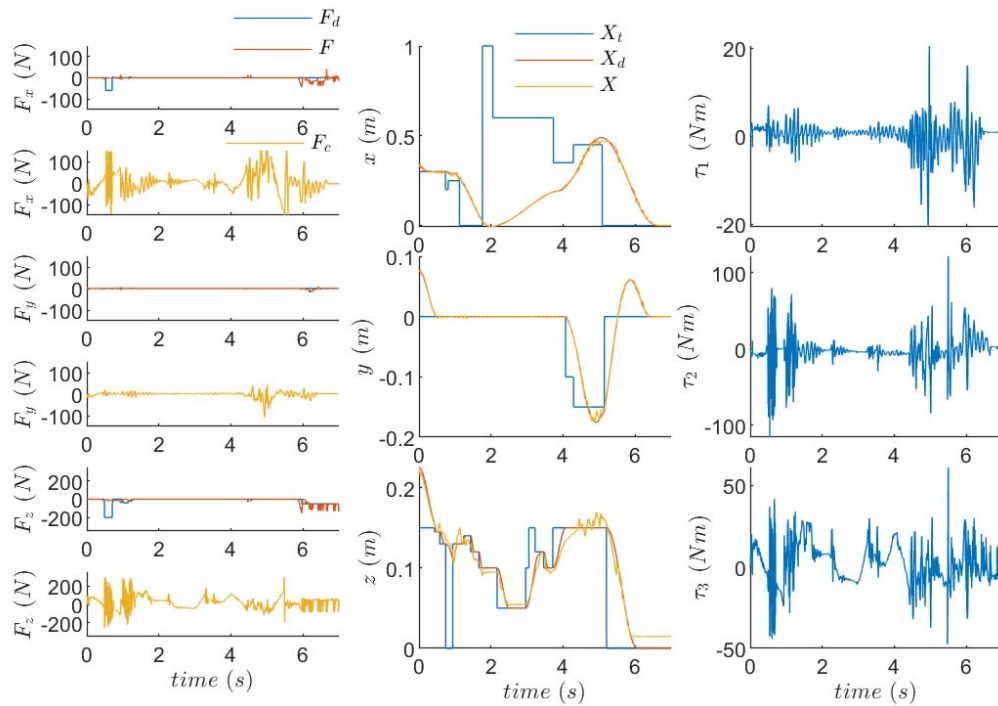 F_d
F
100
0
-100
F_x (N)
0 2 4 6
F_c
100
0
-100
F_x (N)
0 2 4 6
100
0
-100
F_y (N)
0 2 4 6
100
0
-100
F_y (N)
0 2 4 6
200
0
-200
F_z (N)
0 2 4 6
200
0
-200
F_z (N)
0 2 4 6
time (s)
X_t
X_d
X
1
0.5
0
x (m)
0 2 4 6
0.1
0
-0.1
-0.2
y (m)
0 2 4 6
0.2
0.1
0
z (m)
0 2 4 6
time (s)
20
0
-20
τ_1 (Nm)
0 2 4 6
100
0
-100
τ_2 (Nm)
0 2 4 6
50
0
-50
τ_3 (Nm)
0 2 4 6
time (s)